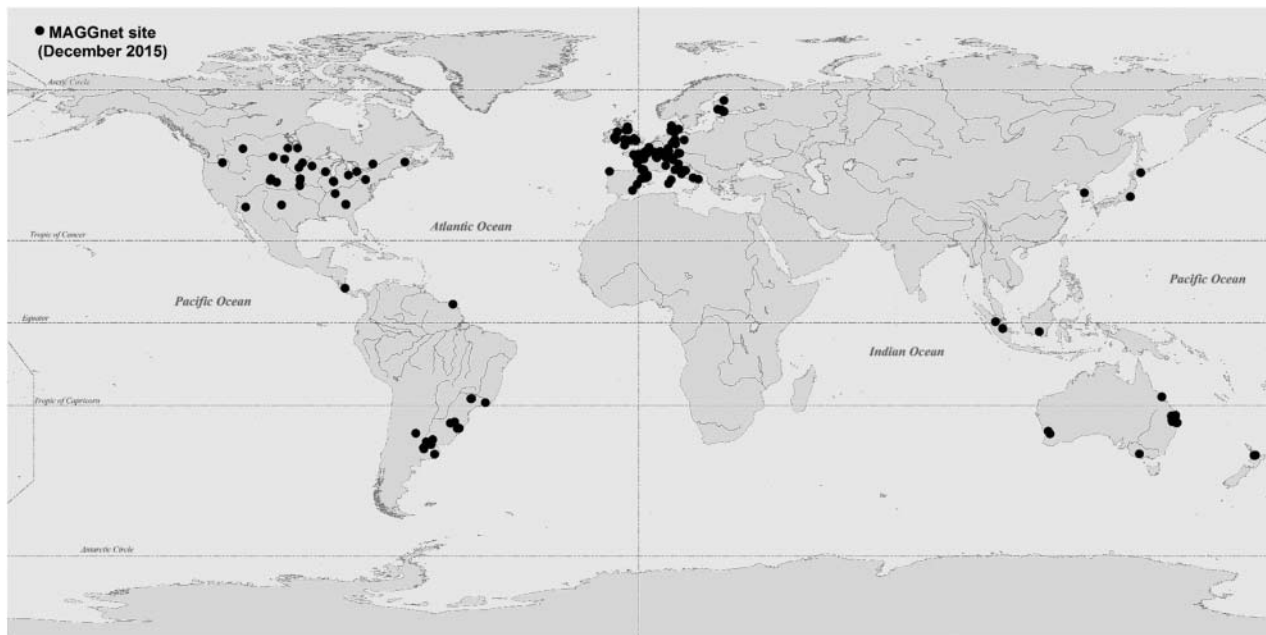 MAGGnet site
(December 2015)
Arctic Circle
Atlantic Ocean
Tropic of Cancer
Pacific Ocean
Pacific Ocean
Equator
Indian Ocean
Tropic of Capricorn
Antarctic Circle